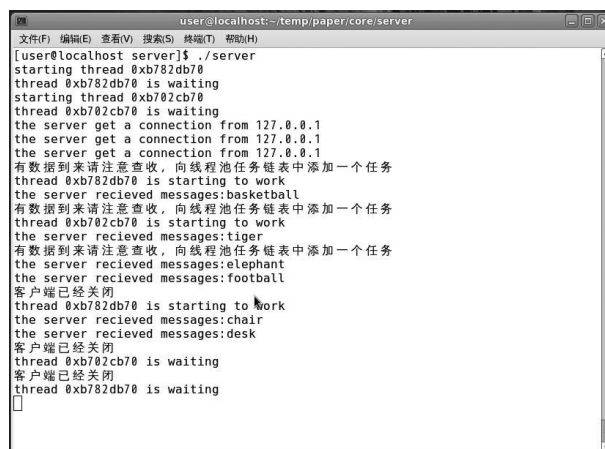 user@localhost:~/temp/paper/core/server
文件(F) 编辑(E) 查看(V) 搜索(S) 终端(T) 帮助(H)
[user@localhost server]$ ./server
starting thread 0xb782db70
thread 0xb782db70 is waiting
starting thread 0xb702cb70
thread 0xb702cb70 is waiting
the server get a connection from 127.0.0.1
the server get a connection from 127.0.0.1
the server get a connection from 127.0.0.1
有数据到来请注意查收，向线程池任务链表中添加一个任务
thread 0xb782db70 is starting to work
the server recieved messages:basketball
有数据到来请注意查收，向线程池任务链表中添加一个任务
thread 0xb702cb70 is starting to work
the server recieved messages:tiger
有数据到来请注意查收，向线程池任务链表中添加一个任务
the server recieved messages:elephant
the server recieved messages:football
客户端已经关闭
thread 0xb782db70 is starting to work
the server recieved messages:chair
the server recieved messages:desk
客户端已经关闭
thread 0xb702cb70 is waiting
客户端已经关闭
thread 0xb782db70 is waiting